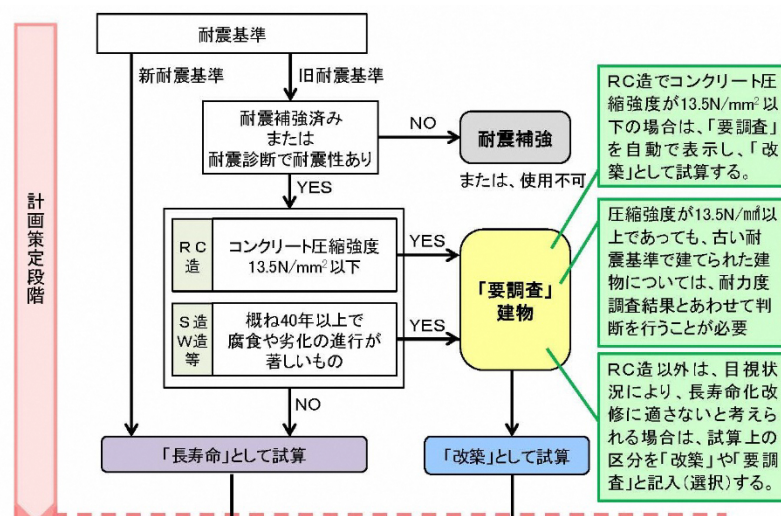 計画策定段階
耐震基準
新耐震基準
旧耐震基準
耐震補強済み
または
耐震診断で耐震性あり
NO
耐震補強
または、使用不可
YES
RC
造
コンクリート圧縮強度
13.5N/mm²以下
YES
S造
W造
等
概ね40年以上で
腐食や劣化の進行が
著しいもの
YES
「要調査」
建物
NO
「長寿命」として試算
「改築」として試算
RC造でコンクリート圧
縮強度が13.5N/mm²以
下の場合は、「要調査」
を自動で表示し、「改
築」として試算する。
圧縮強度が13.5N/㎟以
上であっても、古い耐
震基準で建てられた建
物については、耐力度
調査結果とあわせて判
断を行うことが必要
RC造以外は、目視状
況により、長寿命化改
修に適さないと考えら
れる場合は、試算上の
区分を「改築」や「要調
査」と記入(選択)する。